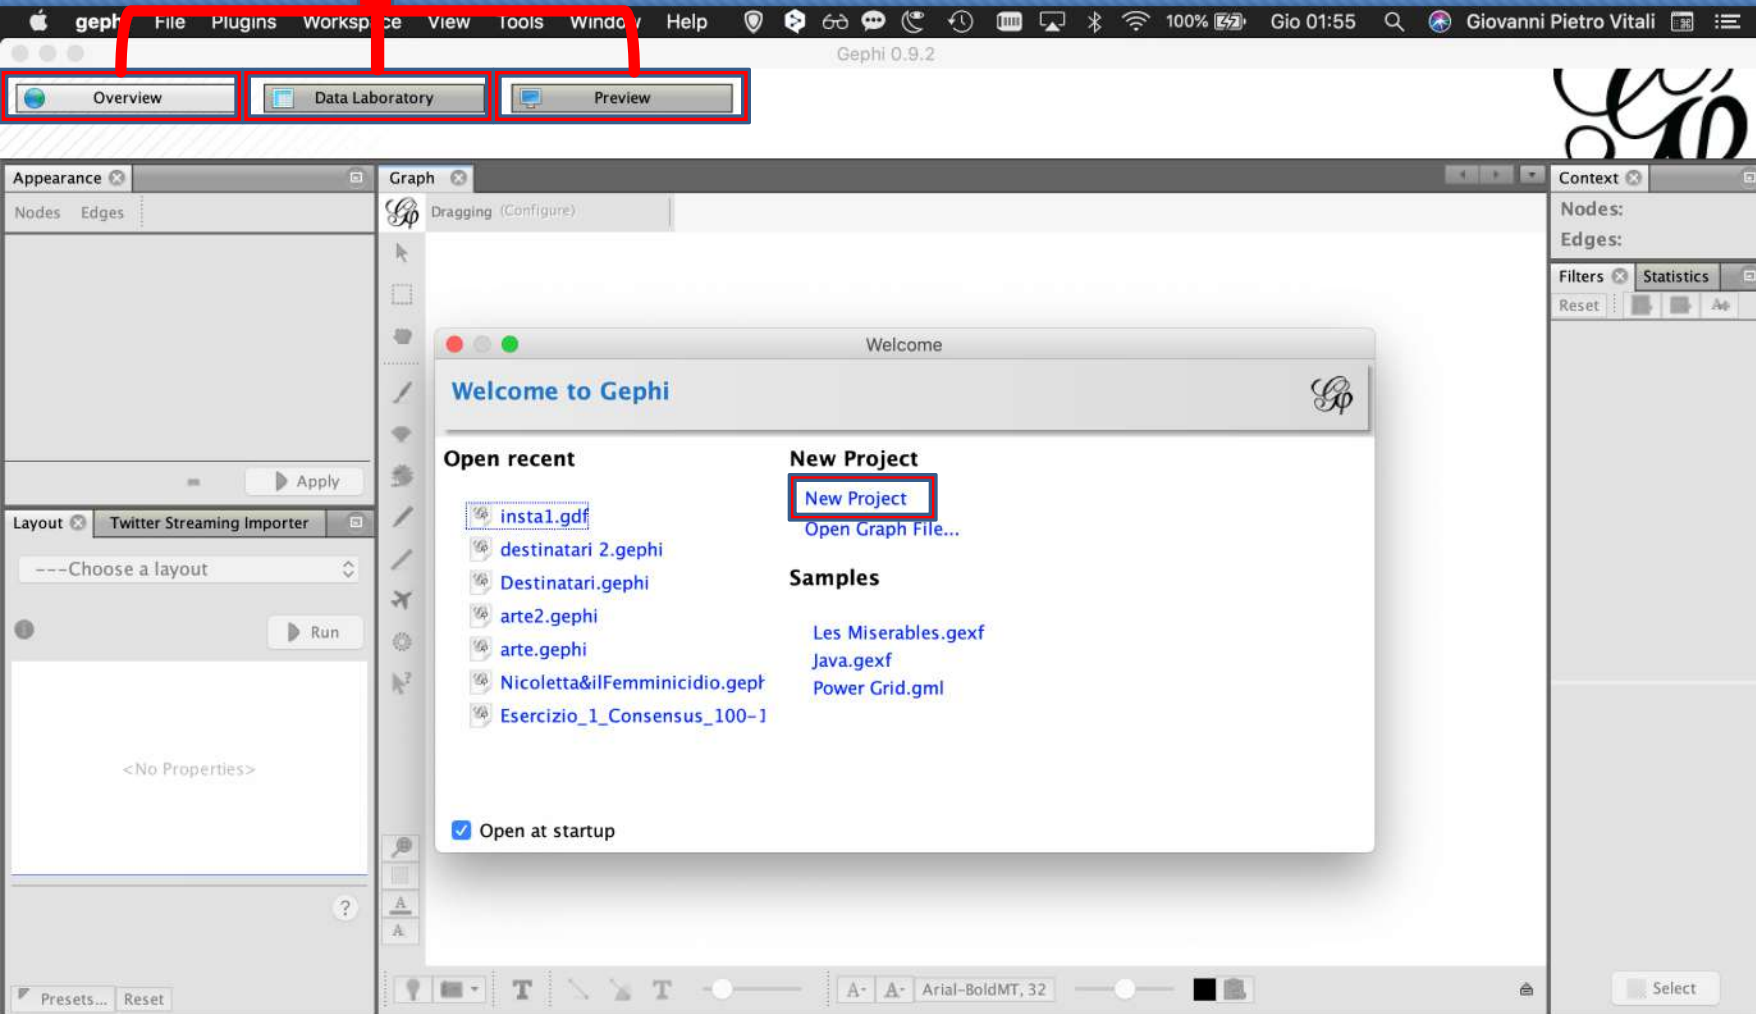 geph File Plugins Workspace View Tools Window Help 100% Gio 01:55 Giovanni Pietro Vitali
Gephi 0.9.2
Overview Data Laboratory Preview
Appearance
Nodes Edges
Apply
Layout Twitter Streaming Importer
---Choose a layout
Run
<No Properties>
?
Presets... Reset
Graph
Dragging (Configure)
Welcome
Welcome to Gephi
Open recent
insta1.gdf
destinatari 2.gephi
Destinatari.gephi
arte2.gephi
arte.gephi
Nicoletta&ilFemminicidio.geph
Esercizio_1_Consensus_100-1
Open at startup
New Project
New Project
Open Graph File...
Samples
Les Miserables.gexf
Java.gexf
Power Grid.gml
A
A
T T A- A- Arial-BoldMT, 32
Context
Nodes:
Edges:
Filters Statistics
Reset
Select